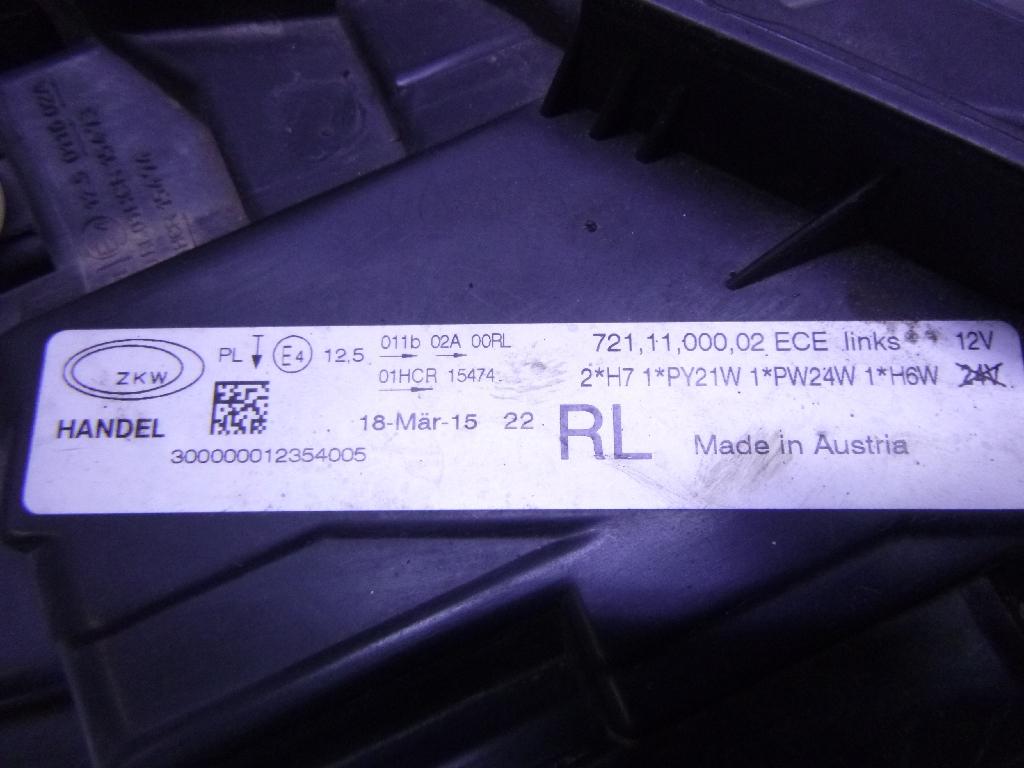 ZKW
HANDEL
PL E4 12.5
011b 02A 00RL
01HCR 15474
18-Mär-15 22
300000012354005
RL
721,11,000,02 ECE links 12V
2*H7 1*PY21W 1*PW24W 1*H6W 24V
Made in Austria